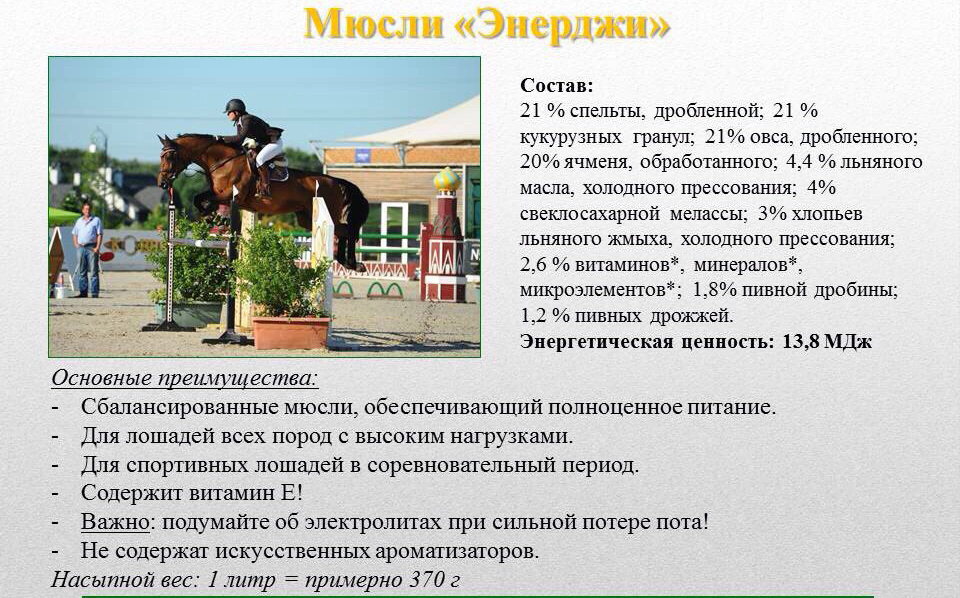 Мюсли «Энерджи»
Состав:
21 % спельты, дробленной; 21 %
кукурузных гранул; 21% овса, дробленного;
20% ячменя, обработанного; 4,4 % льняного
масла, холодного прессования; 4%
свеклосахарной мелассы; 3% хлопьев
льняного жмыха, холодного прессования;
2,6 % витаминов*, минералов*,
микроэлементов*; 1,8% пивной дробины;
1,2 % пивных дрожжей.
Энергетическая ценность: 13,8 МДж
Основные преимущества:
- Сбалансированные мюсли, обеспечивающий полноценное питание.
- Для лошадей всех пород с высоким нагрузками.
- Для спортивных лошадей в соревновательный период.
- Содержит витамин Е!
- Важно: подумайте об электролитах при сильной потере пота!
- Не содержат искусственных ароматизаторов.
Насыпной вес: 1 литр = примерно 370 г